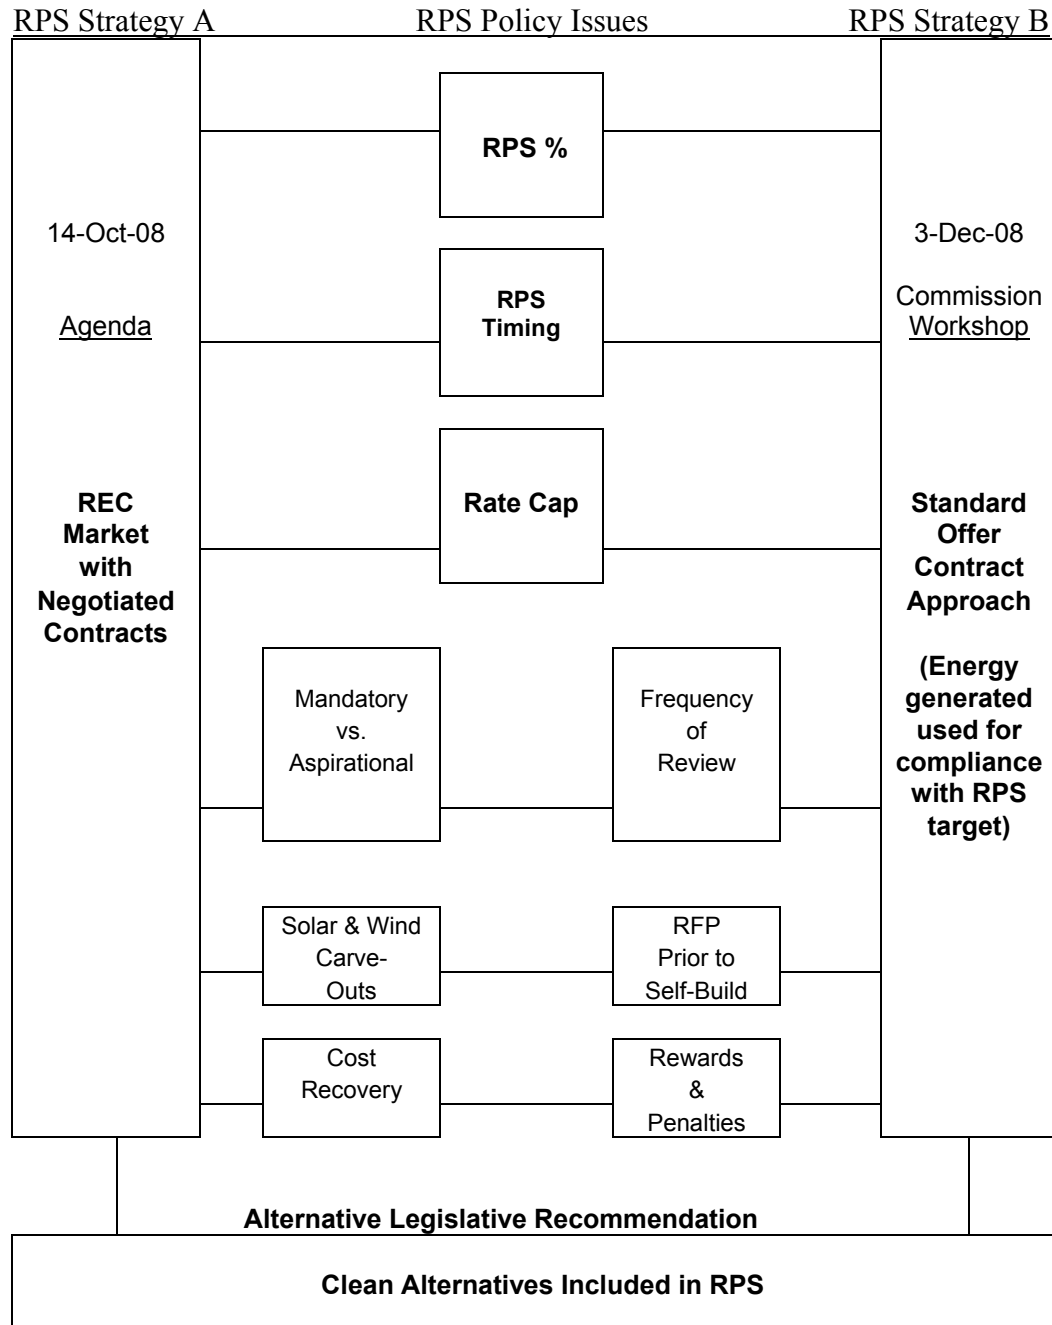 RPS Strategy A
RPS Policy Issues
RPS Strategy B
14-Oct-08
Agenda
REC
Market
with
Negotiated
Contracts
RPS %
RPS
Timing
Rate Cap
Mandatory
vs.
Aspirational
Frequency
of
Review
Solar & Wind
Carve-
Outs
RFP
Prior to
Self-Build
Cost
Recovery
Rewards
&
Penalties
3-Dec-08
Commission
Workshop
Standard
Offer
Contract
Approach
(Energy
generated
used for
compliance
with RPS
target)
Alternative Legislative Recommendation
Clean Alternatives Included in RPS